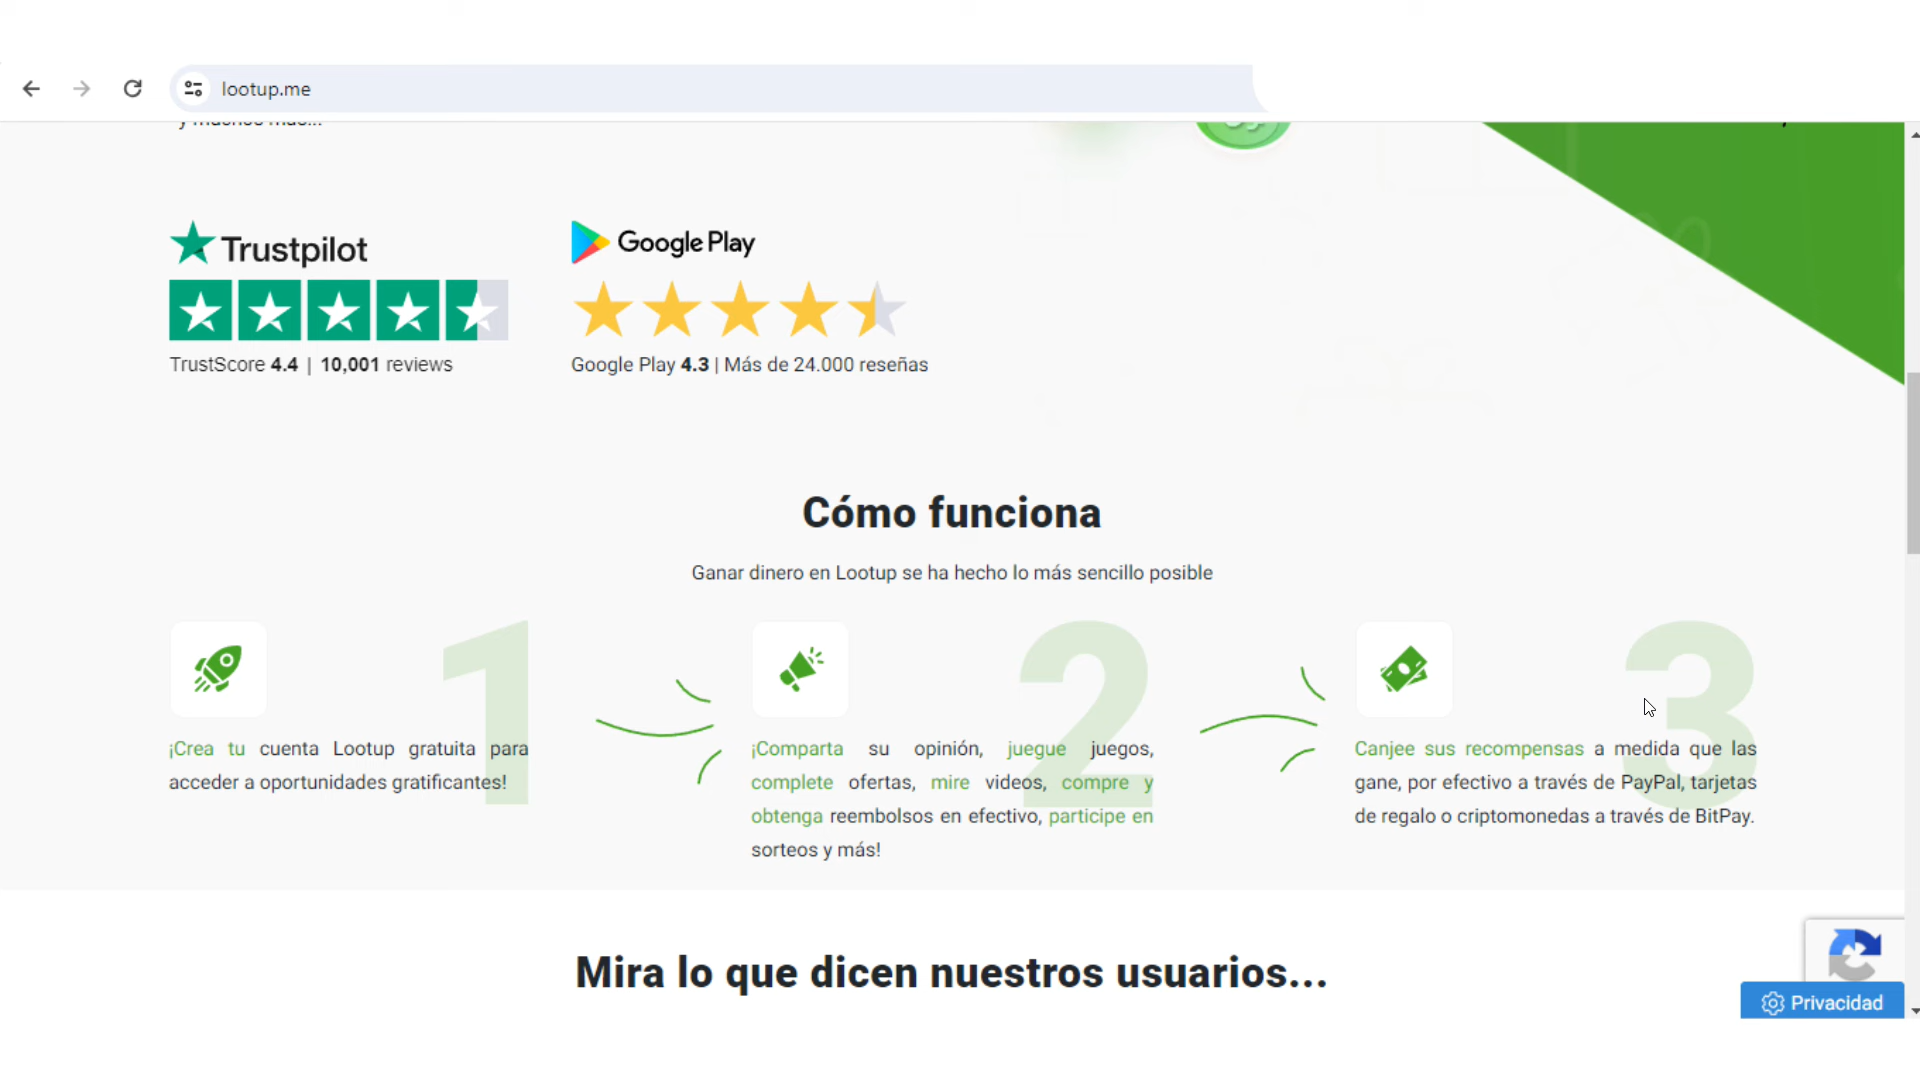 lootup.me
y muchos más...
Trustpilot
Google Play
TrustScore 4.4 | 10,001 reviews
Google Play 4.3 | Más de 24.000 reseñas
Cómo funciona
Ganar dinero en Lootup se ha hecho lo más sencillo posible
1
¡Crea tu cuenta Lootup gratuita para
acceder a oportunidades gratificantes!
2
¡Comparta su opinión, juegue juegos,
complete ofertas, mire videos, compre y
obtenga reembolsos en efectivo, participe en
sorteos y más!
3
Canjee sus recompensas a medida que las
gane, por efectivo a través de PayPal, tarjetas
de regalo o criptomonedas a través de BitPay.
Mira lo que dicen nuestros usuarios...
Privacidad